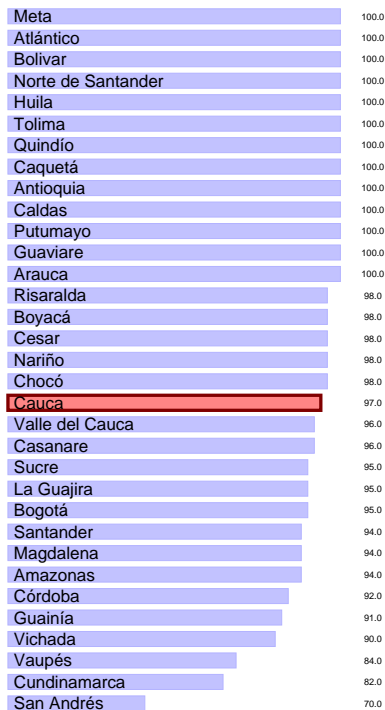 Meta 100.0
Atlántico 100.0
Bolivar 100.0
Norte de Santander 100.0
Huila 100.0
Tolima 100.0
Quindío 100.0
Caquetá 100.0
Antioquia 100.0
Caldas 100.0
Putumayo 100.0
Guaviare 100.0
Arauca 100.0
Risaralda 98.0
Boyacá 98.0
Cesar 98.0
Nariño 98.0
Chocó 98.0
Cauca 97.0
Valle del Cauca 96.0
Casanare 96.0
Sucre 95.0
La Guajira 95.0
Bogotá 95.0
Santander 94.0
Magdalena 94.0
Amazonas 94.0
Córdoba 92.0
Guainía 91.0
Vichada 90.0
Vaupés 84.0
Cundinamarca 82.0
San Andrés 70.0